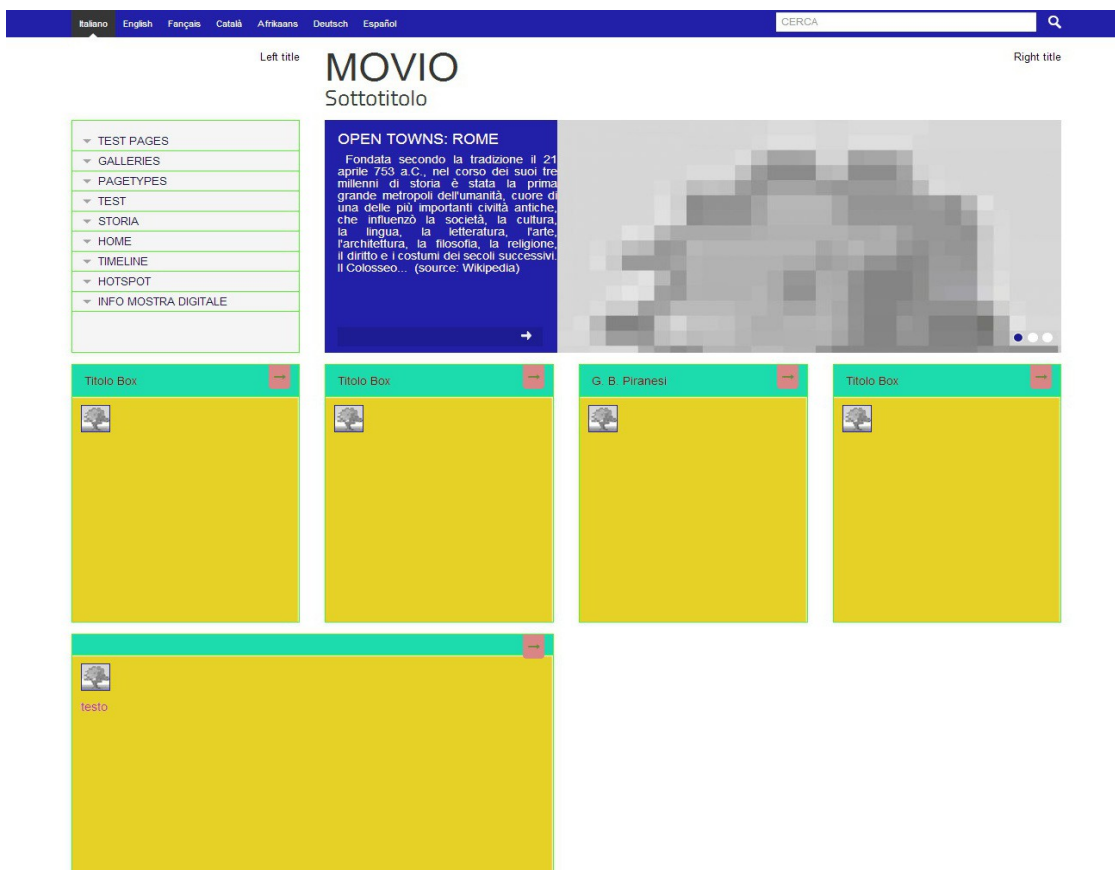 Italiano English Fançais Català Afrikaans Deutsch Español
CERCA
Left title
MOVIO
Sottotitolo
Right title
TEST PAGES
GALLERIES
PAGETYPES
TEST
STORIA
HOME
TIMELINE
HOTSPOT
INFO MOSTRA DIGITALE
OPEN TOWNS: ROME
Fondata secondo la tradizione il 21
aprile 753 a.C., nel corso dei suoi tre
millenni di storia è stata la prima
grande metropoli dell'umanità, cuore di
una delle più importanti civiltà antiche,
che influenzò la società, la cultura,
la lingua, la letteratura, l'arte,
l'architettura, la filosofia, la religione,
il diritto e i costumi dei secoli successivi.
Il Colosseo... (source: Wikipedia)
Titolo Box
Titolo Box
G. B. Piranesi
Titolo Box
testo